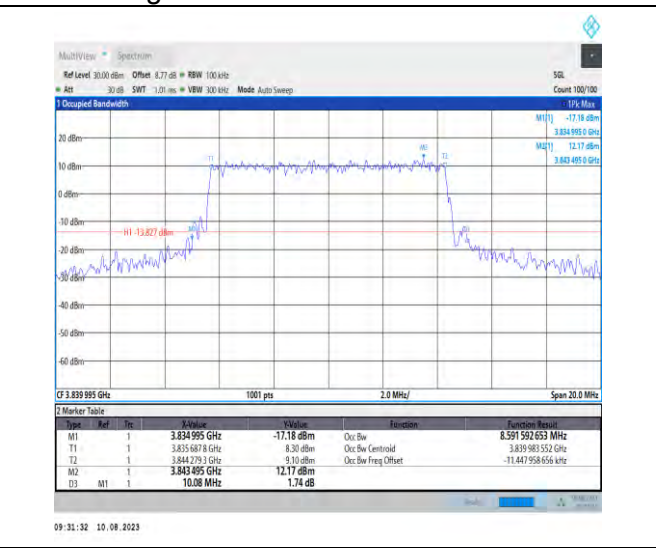 MultiView Spectrum
Ref Level 30.00 dBm Offset 8.77 dB RBW 100 kHz SGL
Att 30 dB SWT 1.01 ms VBW 300 kHz Mode Auto Sweep Count 100/100
1 Occupied Bandwidth 1Pk Max
M1[1] -17.18 dBm
3.834 995 0 GHz
M2[1] 12.17 dBm
3.843 495 0 GHz
20 dBm
M2
T1 T2
10 dBm
0 dBm
-10 dBm
H1 -13.827 dBm
-20 dBm
-30 dBm
-40 dBm
-50 dBm
-60 dBm
CF 3.839 995 GHz 1001 pts 2.0 MHz/ Span 20.0 MHz
2 Marker Table
Type Ref Trc X-Value Y-Value Function Function Result
M1 1 3.834 995 GHz -17.18 dBm Occ Bw 8.591 592 653 MHz
T1 1 3.835 687 8 GHz 8.30 dBm Occ Bw Centroid 3.839 983 552 GHz
T2 1 3.844 279 3 GHz 9.10 dBm Occ Bw Freq Offset -11.447 958 656 kHz
M2 1 3.843 495 GHz 12.17 dBm
D3 M1 1 10.08 MHz 1.74 dB
09:31:32 10.08.2023